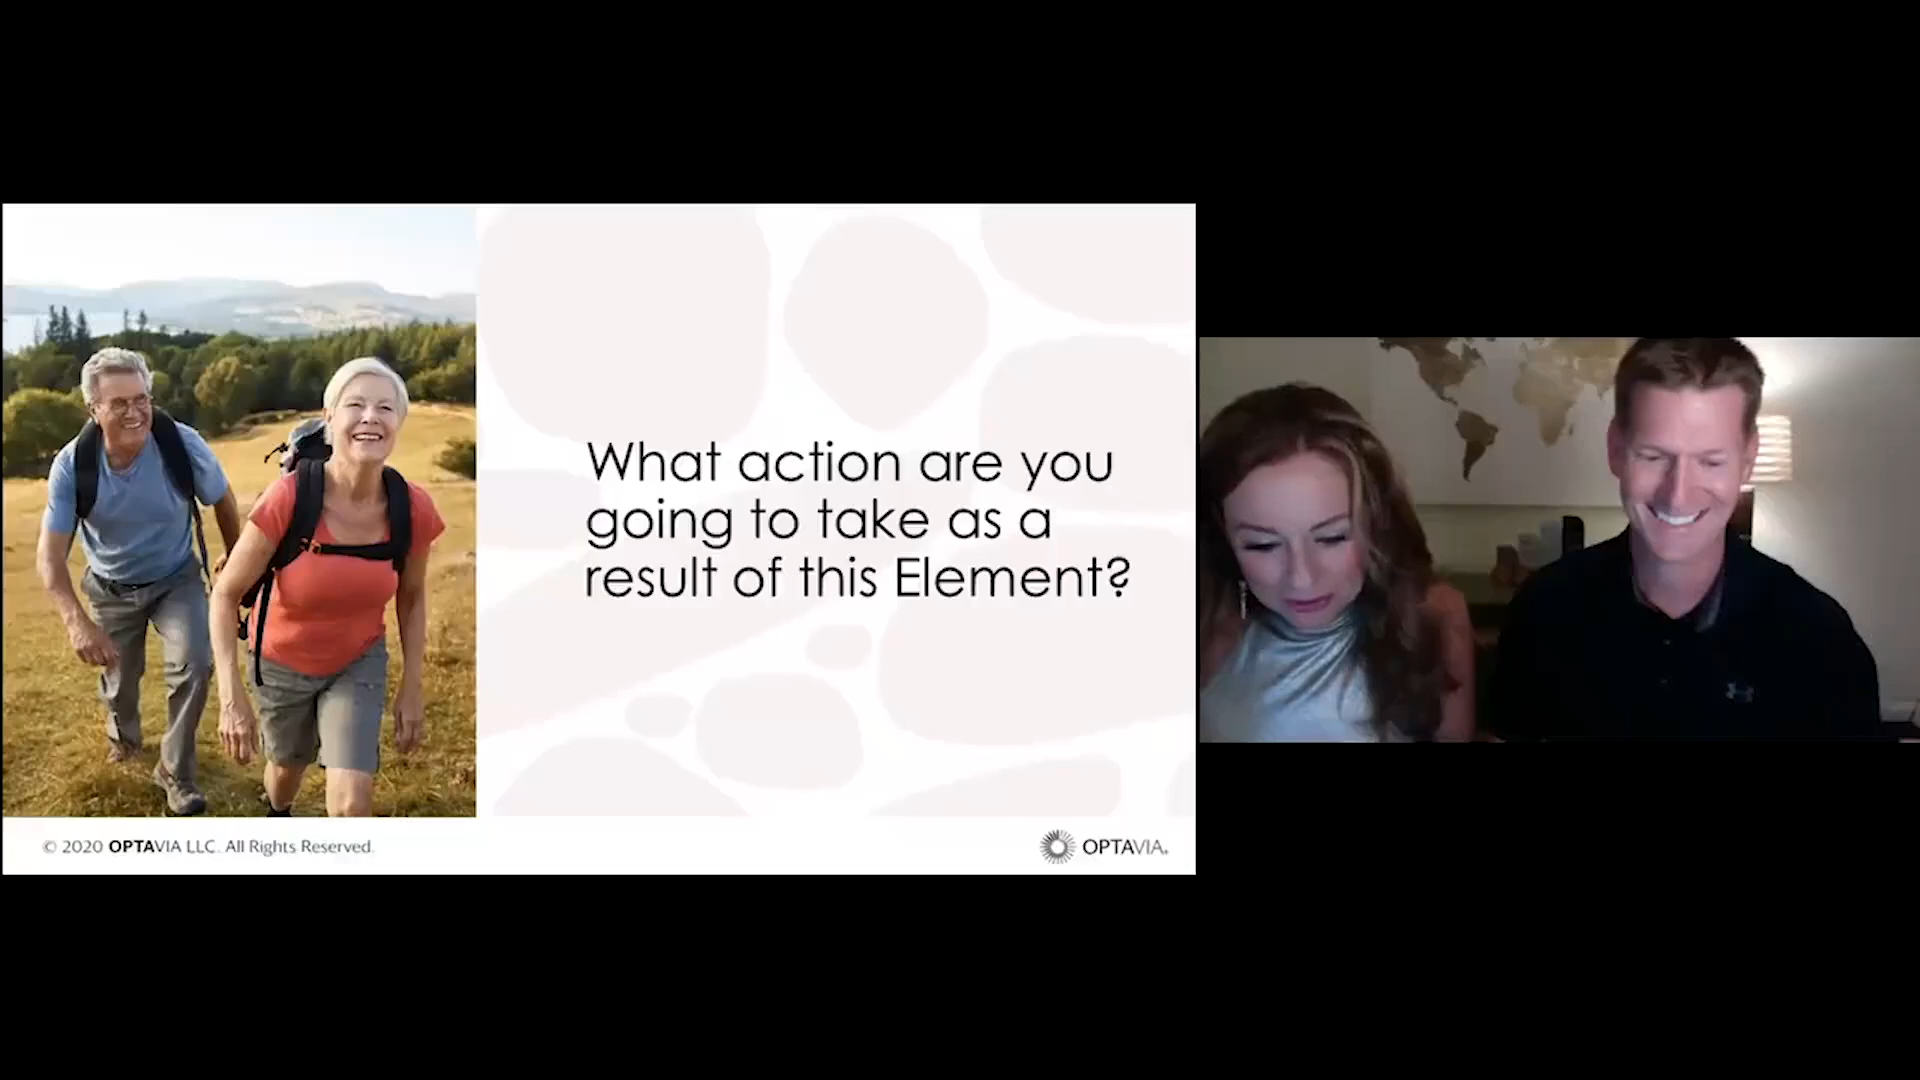 What action are you
going to take as a
result of this Element?
© 2020 OPTAVIA LLC. All Rights Reserved.
OPTAVIA®